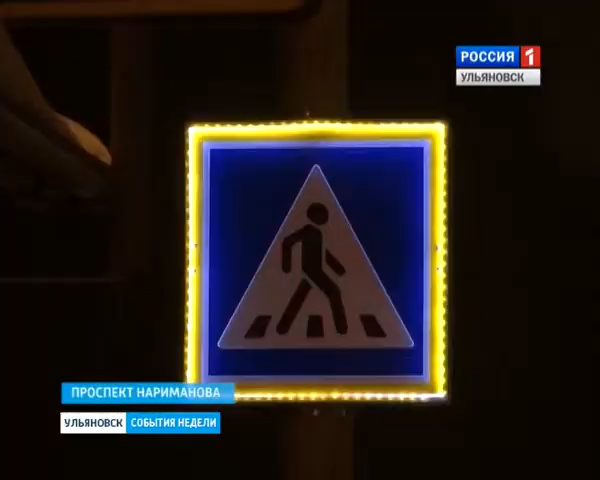 РОССИЯ 1
УЛЬЯНОВСК
ПРОСПЕКТ НАРИМАНОВА
УЛЬЯНОВСК СОБЫТИЯ НЕДЕЛИ